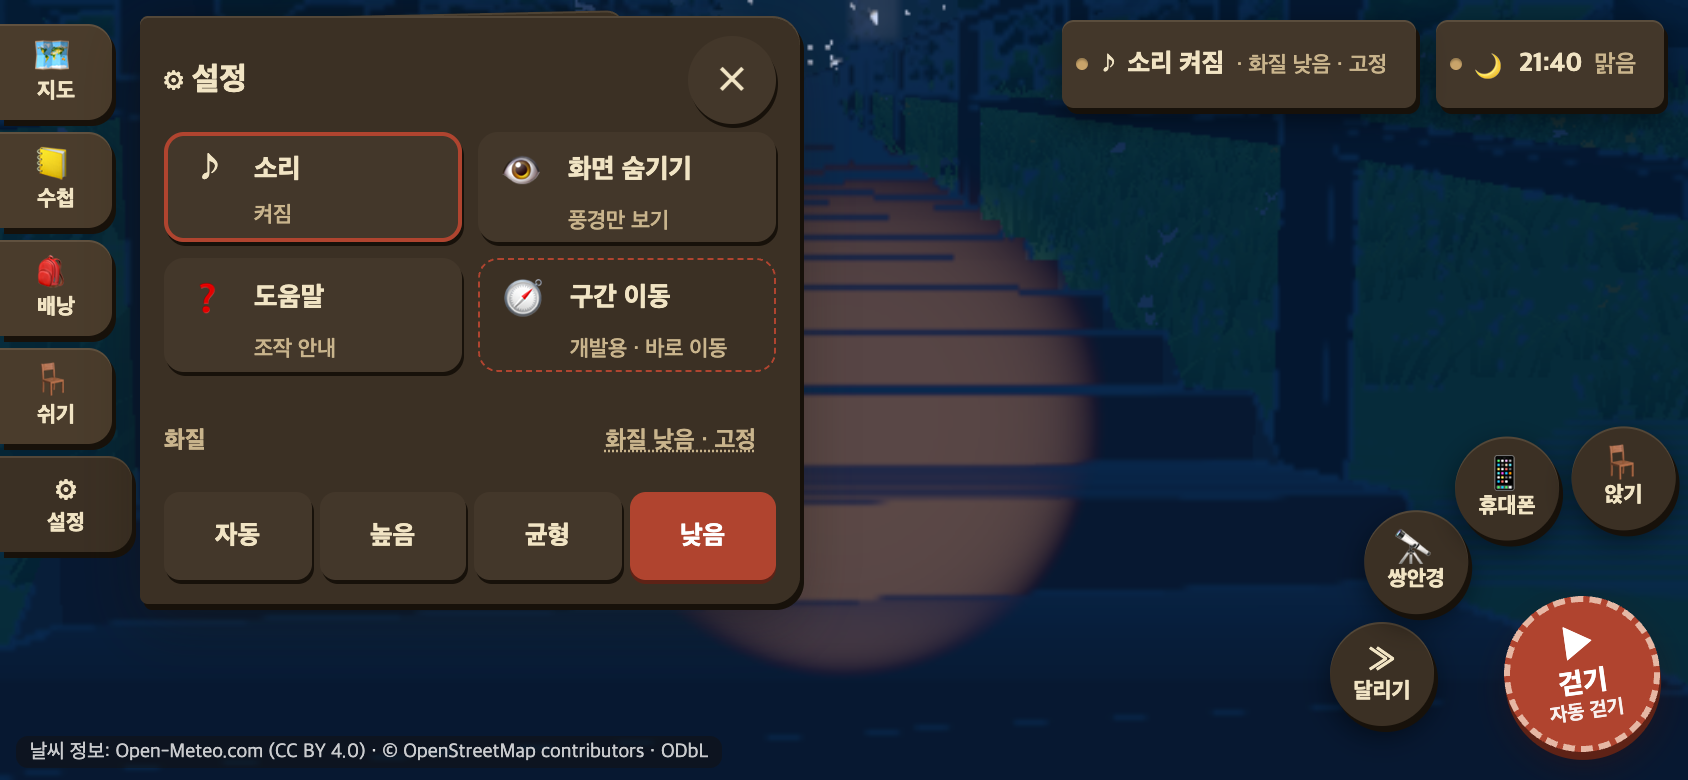 지도
수첩
배낭
쉬기
설정
설정
소리
켜짐
화면 숨기기
풍경만 보기
도움말
조작 안내
구간 이동
개발용 · 바로 이동
화질
화질 낮음 · 고정
자동
높음
균형
낮음
소리 켜짐 · 화질 낮음 · 고정
21:40 맑음
휴대폰
앉기
쌍안경
달리기
걷기
자동 걷기
날씨 정보: Open-Meteo.com (CC BY 4.0) · © OpenStreetMap contributors · ODbL